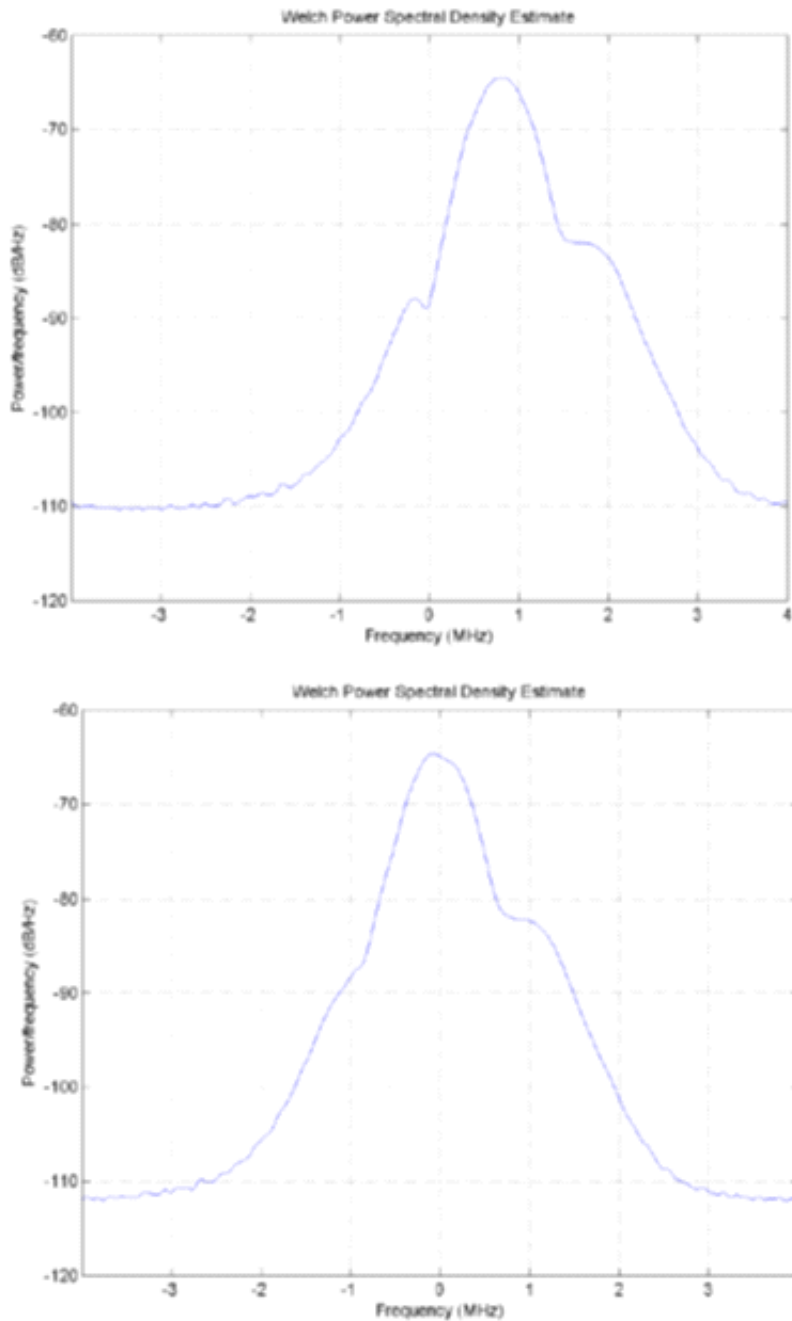 Welch Power Spectral Density Estimate
-60
-70
-80
-90
-100
-110
-120
Power/frequency (dB/Hz)
-3 -2 -1 0 1 2 3 4
Frequency (MHz)
Welch Power Spectral Density Estimate
-60
-70
-80
-90
-100
-110
-120
Power/frequency (dB/Hz)
-3 -2 -1 0 1 2 3
Frequency (MHz)